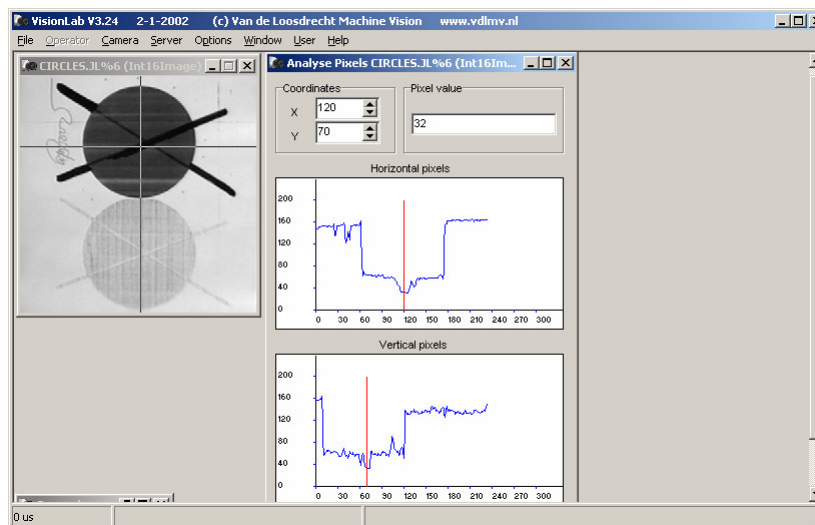 VisionLab V3.24 2-1-2002 (c) Van de Loosdrecht Machine Vision www.vdlmv.nl
File Operator Camera Server Options Window User Help
CIRCLES.JL%6 (Int16Image)
Analyse Pixels CIRCLES.JL%6 (Int16Im...
Coordinates
X 120
Y 70
Pixel value
32
Horizontal pixels
200
160
120
80
40
0
0 30 60 90 120 150 180 210 240 270 300
Vertical pixels
200
160
120
80
40
0
0 30 60 90 120 150 180 210 240 270 300
0 us